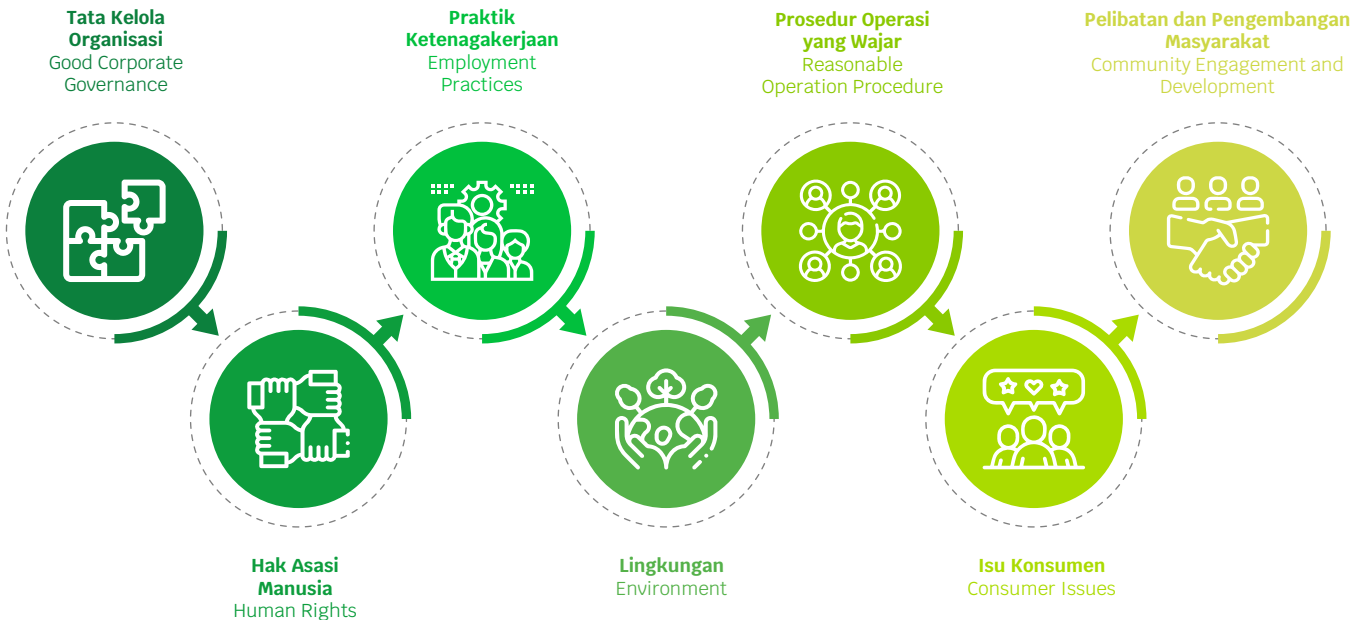 Tata Kelola
Organisasi
Good Corporate
Governance
Hak Asasi
Manusia
Human Rights
Praktik
Ketenagakerjaan
Employment
Practices
Lingkungan
Environment
Prosedur Operasi
yang Wajar
Reasonable
Operation Procedure
Isu Konsumen
Consumer Issues
Pelibatan dan Pengembangan
Masyarakat
Community Engagement and
Development